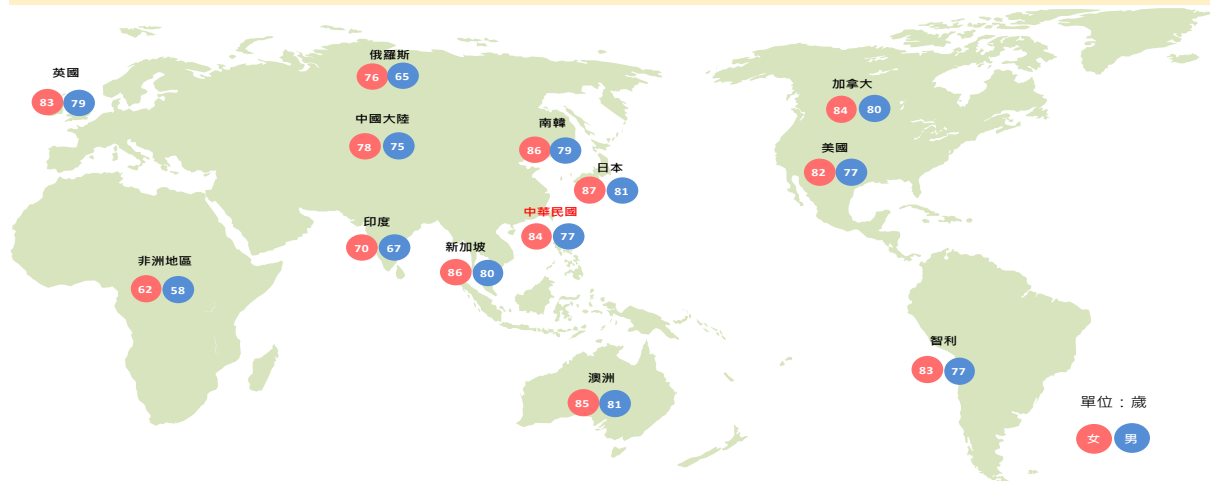 俄羅斯
76 65
英國
83 79
加拿大
84 80
中國大陸
78 75
南韓
86 79
美國
82 77
日本
87 81
中華民國
84 77
印度
70 67
新加坡
86 80
非洲地區
62 58
智利
83 77
澳洲
85 81
單位：歲
女 男